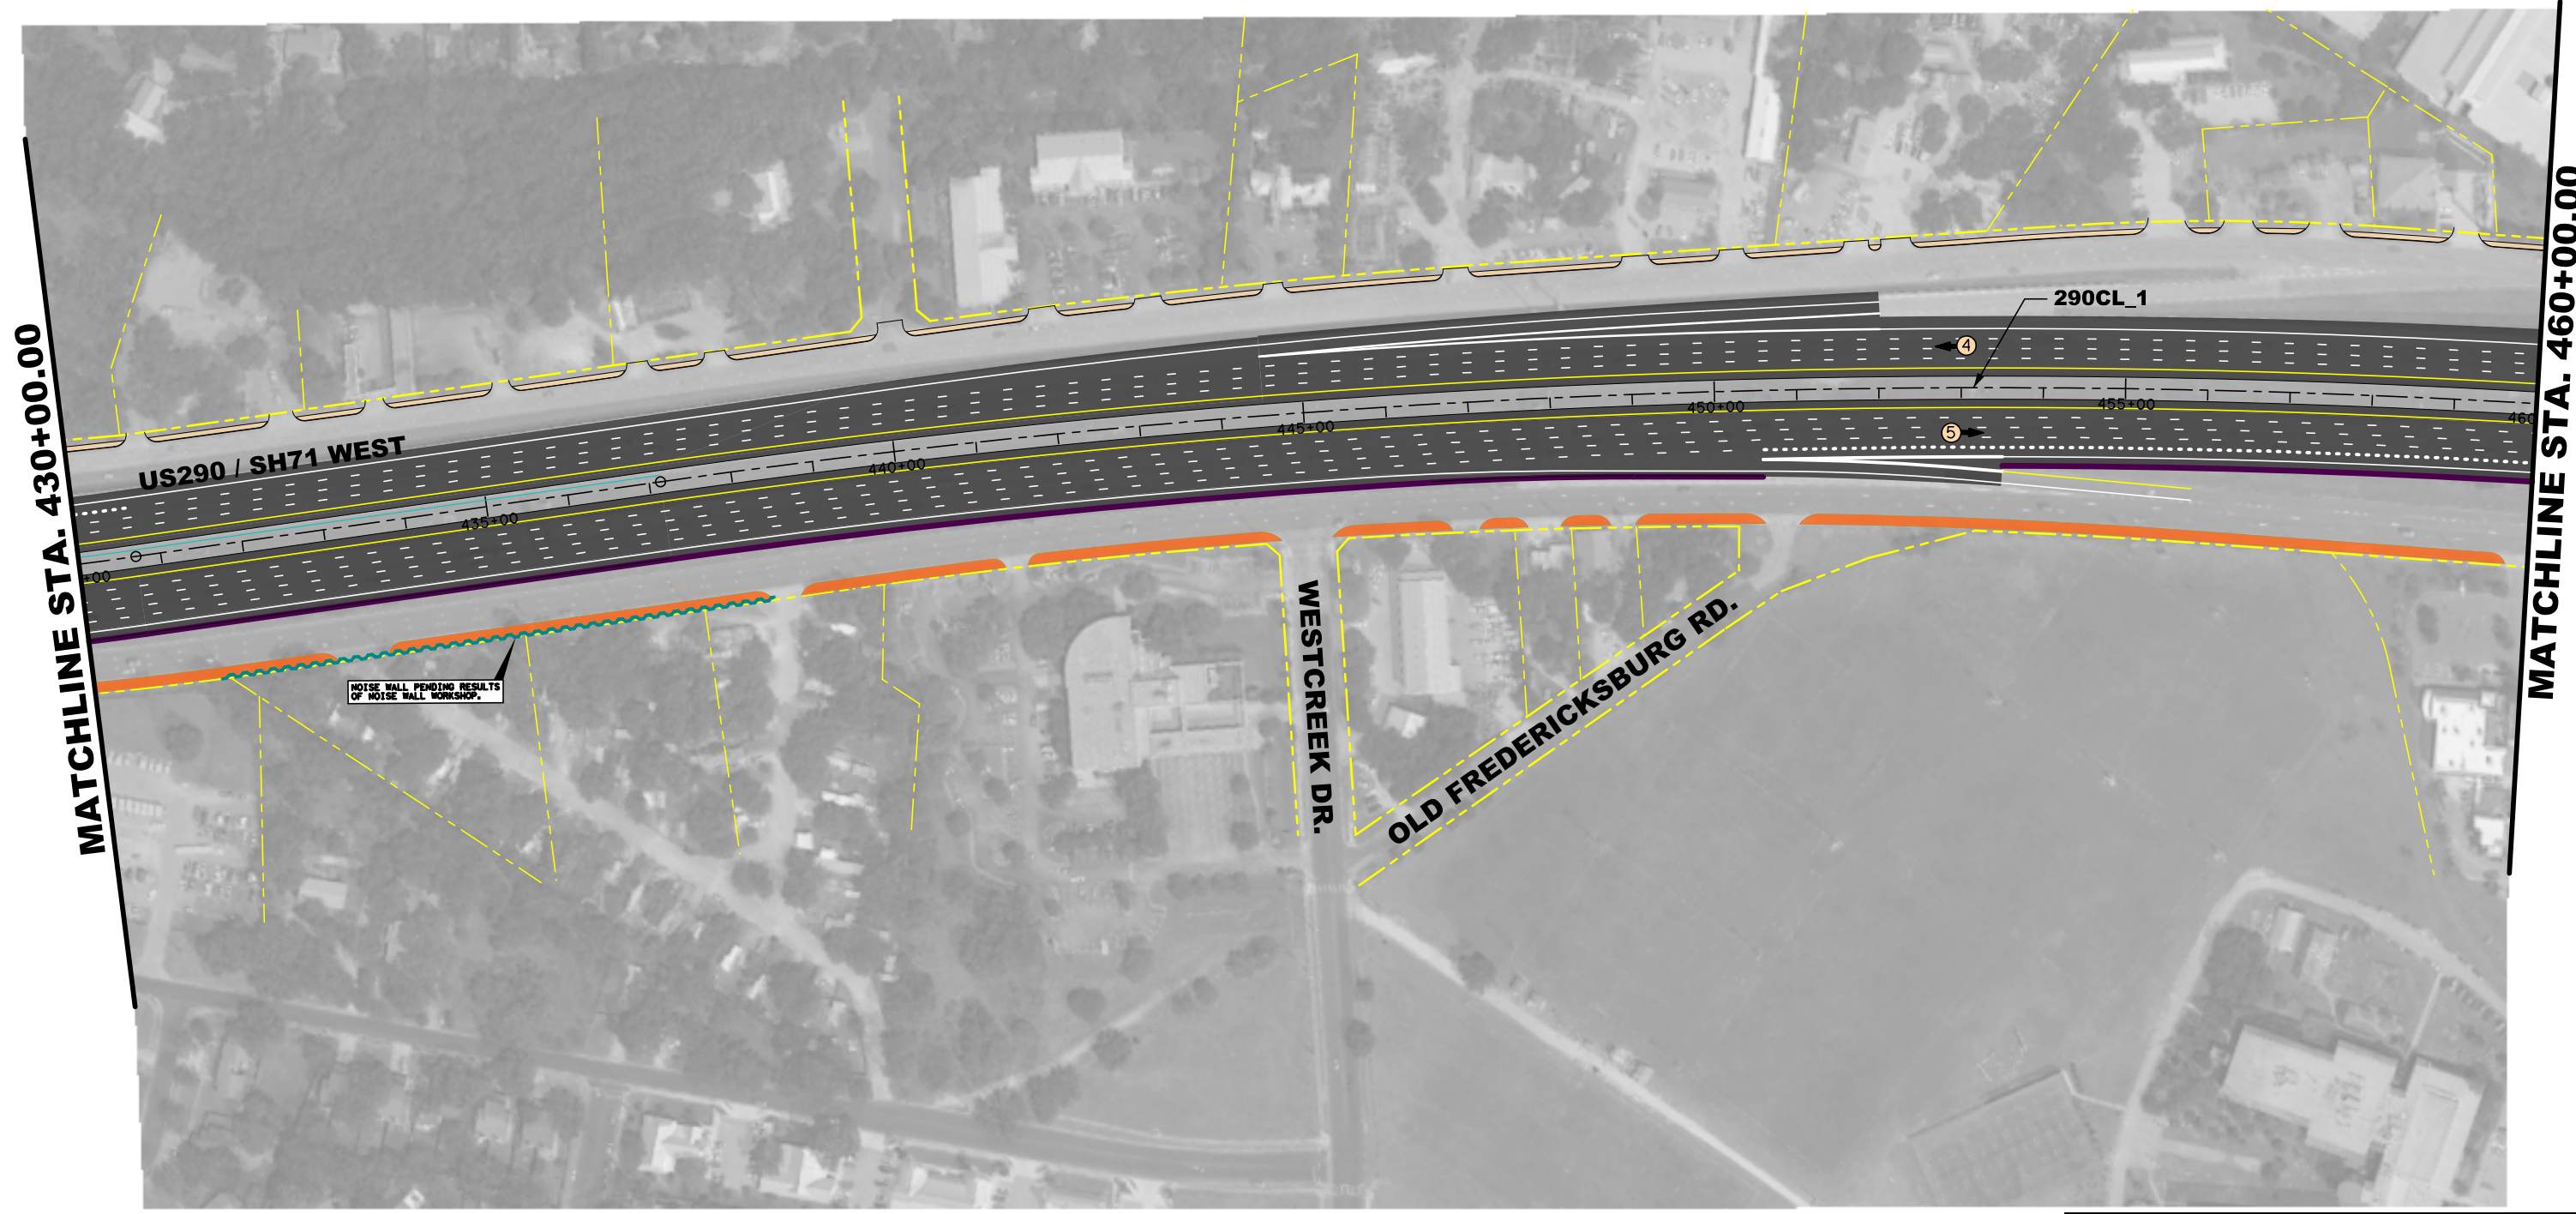 MATCHLINE STA. 430+00.00
US290 / SH71 WEST
+00
435+00
440+00
445+00
450+00
455+00
460
290CL_1
4
5
NOISE WALL PENDING RESULTS
OF NOISE WALL WORKSHOP.
WESTCREEK DR.
OLD FREDERICKSBURG RD.
MATCHLINE STA. 460+00.00